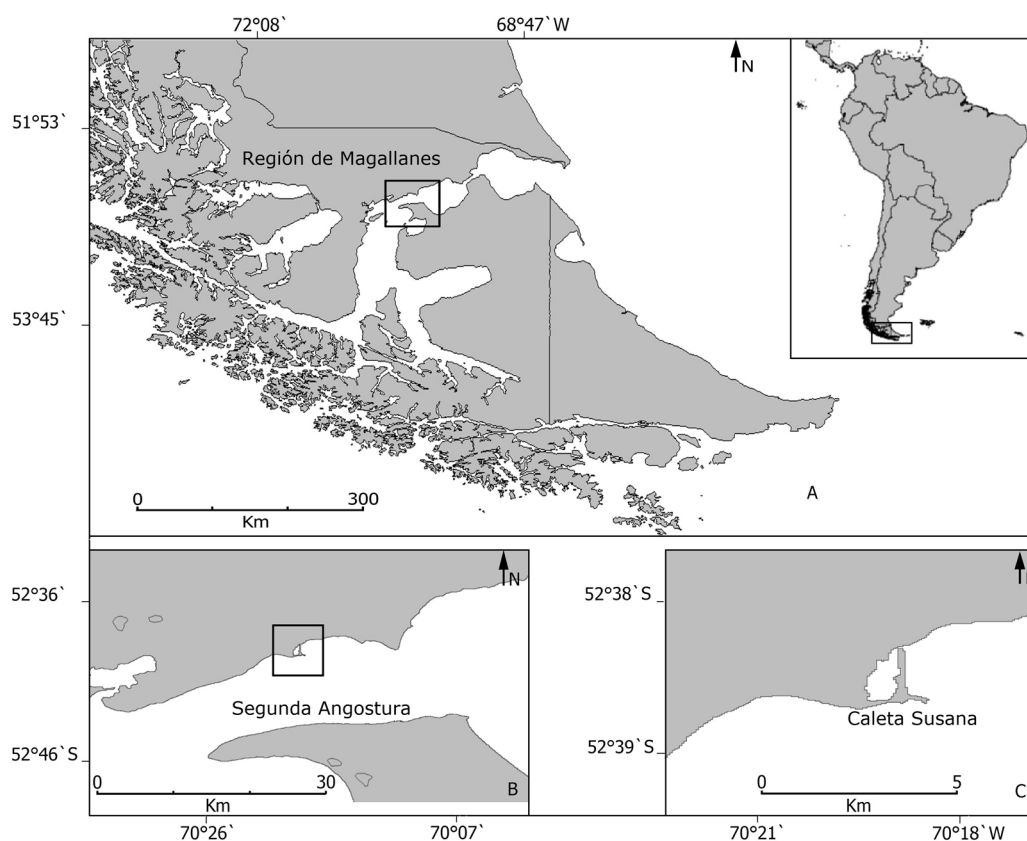 72°08` 68°47` W
N
51°53`
Región de Magallanes
53°45`
0 300
Km
A
N
52°36`
Segunda Angostura
52°46` S
0 30
Km
B
70°26` 70°07`
52°38` S
Caleta Susana
52°39` S
0 5
Km
C
70°21` 70°18` W